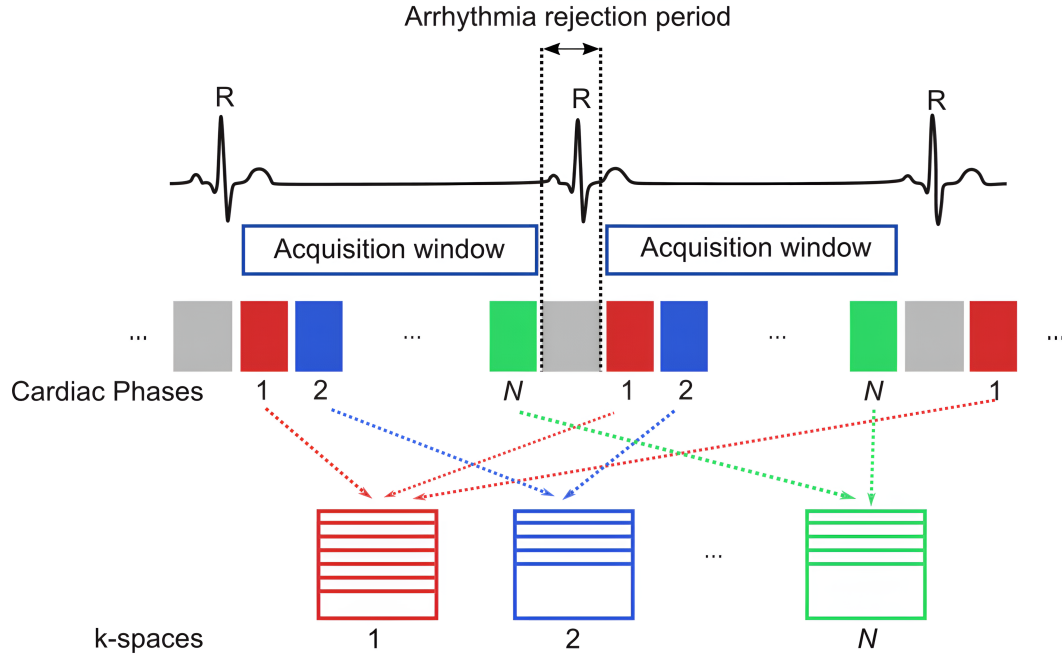 Arrhythmia rejection period
R R R
Acquisition window Acquisition window
... ... ... ...
Cardiac Phases 1 2 N 1 2 N 1
...
k-spaces 1 2 N